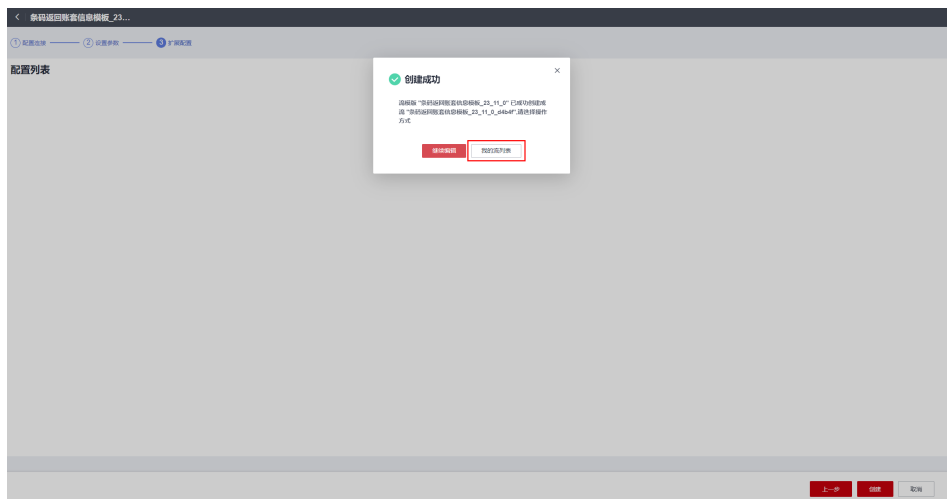 条码返回账套信息模板_23...
1 配置连接 2 设置参数 3 扩展配置
配置列表
创建成功
流模板 "条码返回账套信息模板_23_11_0" 已成功创建成
流 "条码返回账套信息模板_23_11_0_d4b4f",请选择操作
方式
继续编辑 我的流列表
上一步 创建 取消